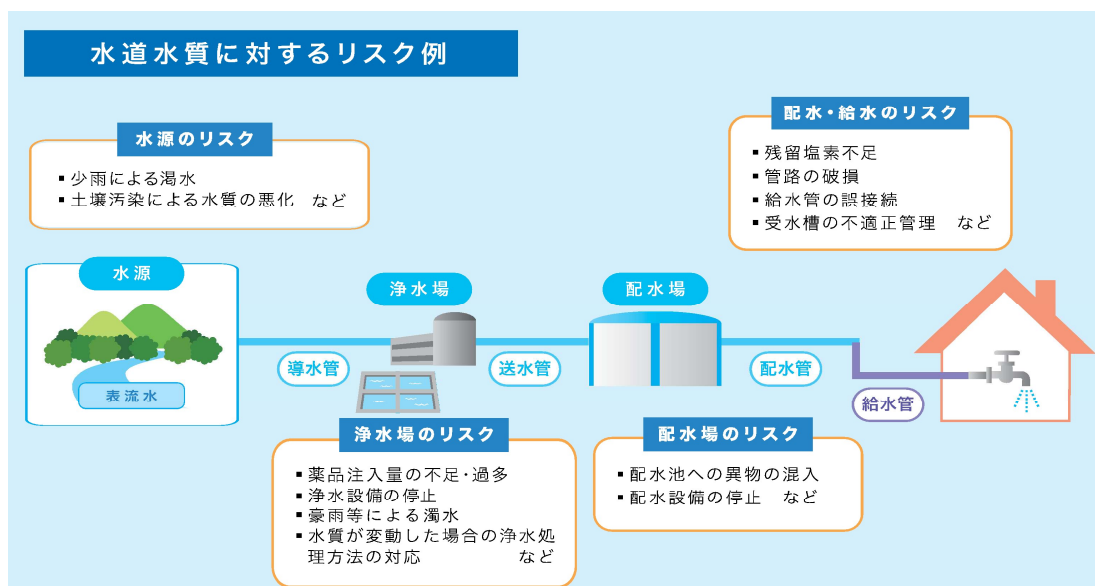 水道水質に対するリスク例
水源のリスク
▪少雨による渇水
▪土壌汚染による水質の悪化　など
配水・給水のリスク
▪残留塩素不足
▪管路の破損
▪給水管の誤接続
▪受水槽の不適正管理　など
水源
表流水
導水管
浄水場
送水管
配水場
配水管
給水管
浄水場のリスク
▪薬品注入量の不足・過多
▪浄水設備の停止
▪豪雨等による濁水
▪水質が変動した場合の浄水処
理方法の対応　など
配水場のリスク
▪配水池への異物の混入
▪配水設備の停止　など